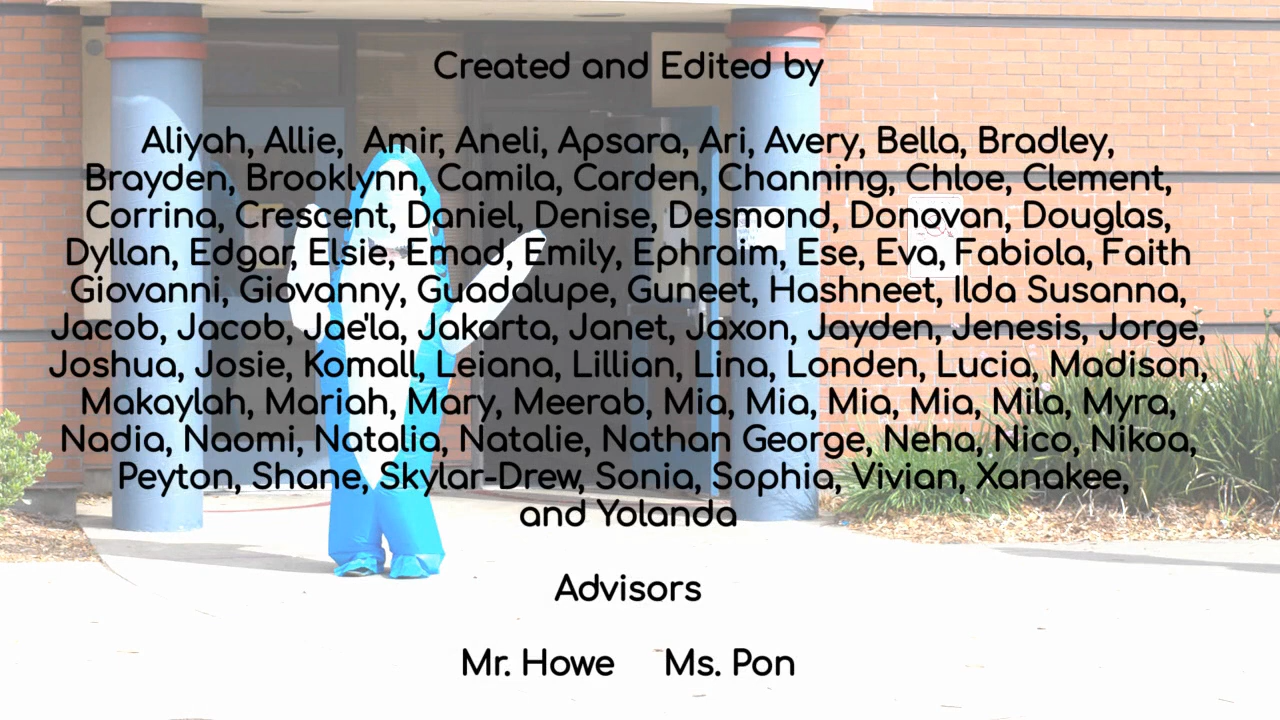 Created and Edited by
Aliyah, Allie,  Amir, Aneli, Apsara, Ari, Avery, Bella, Bradley,
Brayden, Brooklynn, Camila, Carden, Channing, Chloe, Clement,
Corrina, Crescent, Daniel, Denise, Desmond, Donovan, Douglas,
Dyllan, Edgar, Elsie, Emad, Emily, Ephraim, Ese, Eva, Fabiola, Faith
Giovanni, Giovanny, Guadalupe, Guneet, Hashneet, Ilda Susanna,
Jacob, Jacob, Jae'la, Jakarta, Janet, Jaxon, Jayden, Jenesis, Jorge,
Joshua, Josie, Komall, Leiana, Lillian, Lina, Londen, Lucia, Madison,
Makaylah, Mariah, Mary, Meerab, Mia, Mia, Mia, Mia, Mila, Myra,
Nadia, Naomi, Natalia, Natalie, Nathan George, Neha, Nico, Nikoa,
Peyton, Shane, Skylar-Drew, Sonia, Sophia, Vivian, Xanakee,
and Yolanda
Advisors
Mr. Howe     Ms. Pon